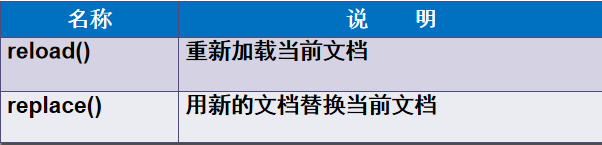 名称 说 明
reload() 重新加载当前文档
replace() 用新的文档替换当前文档